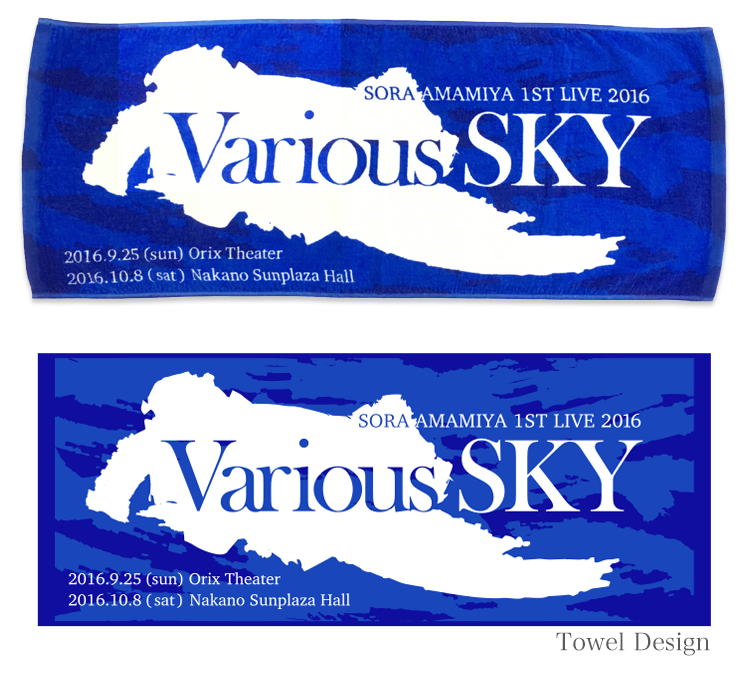 SORA AMAMIYA 1ST LIVE 2016
Various SKY
2016.9.25 (sun) Orix Theater
2016.10.8 (sat) Nakano Sunplaza Hall
SORA AMAMIYA 1ST LIVE 2016
Various SKY
2016.9.25 (sun) Orix Theater
2016.10.8 (sat) Nakano Sunplaza Hall
Towel Design